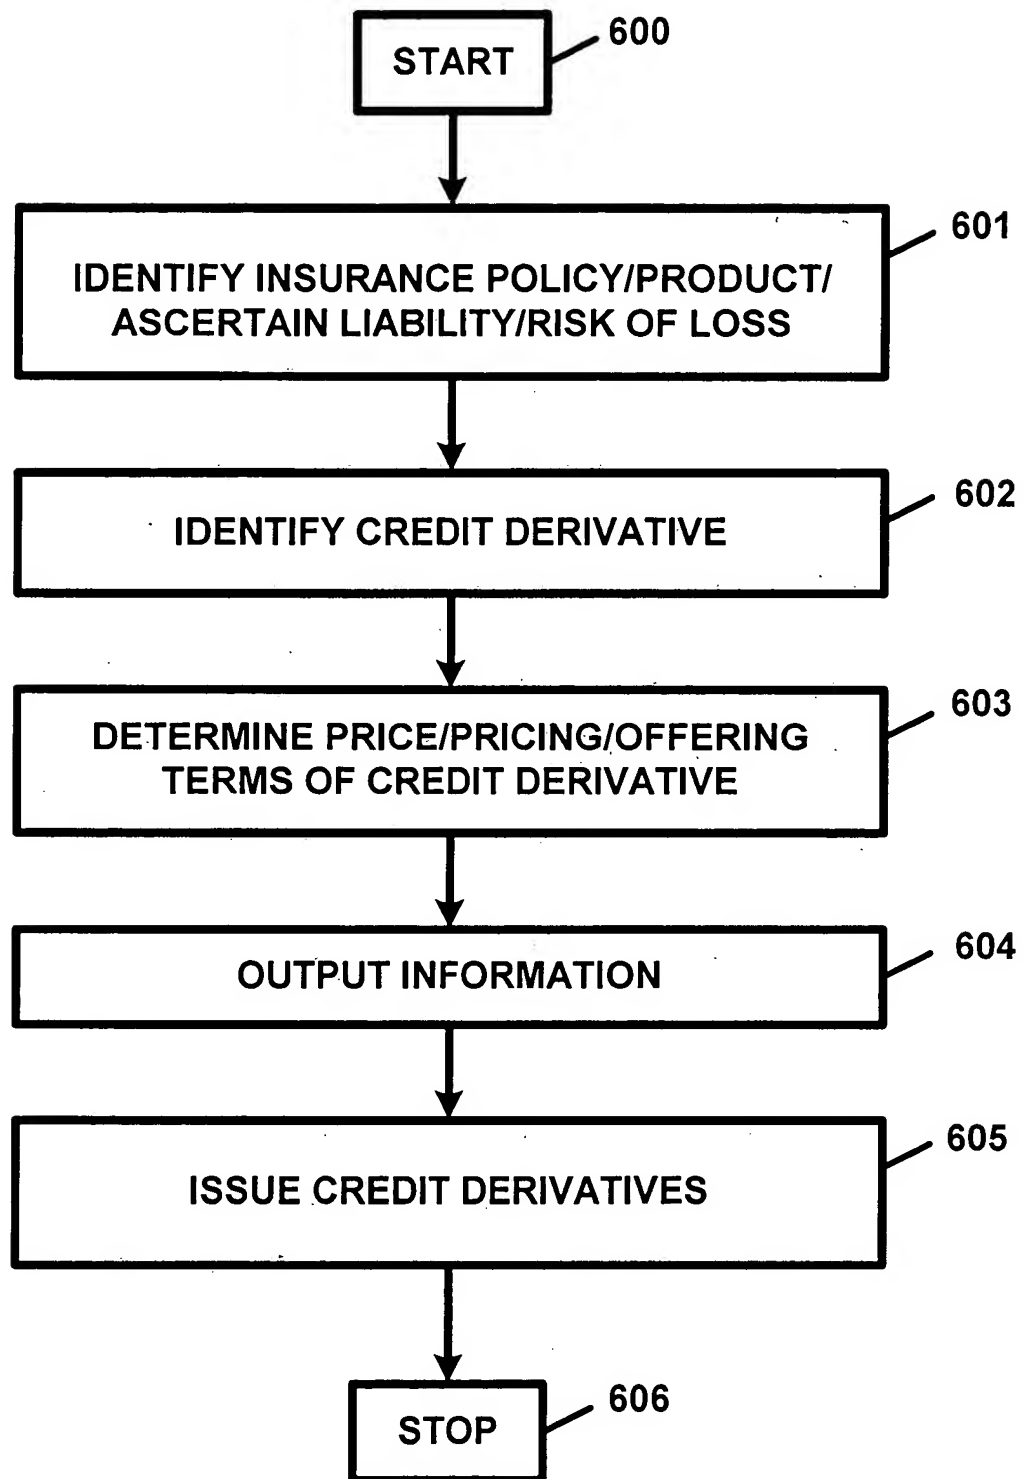 START
600
601
IDENTIFY INSURANCE POLICY/PRODUCT/
ASCERTAIN LIABILITY/RISK OF LOSS
602
IDENTIFY CREDIT DERIVATIVE
603
DETERMINE PRICE/PRICING/OFFERING
TERMS OF CREDIT DERIVATIVE
604
OUTPUT INFORMATION
605
ISSUE CREDIT DERIVATIVES
606
STOP